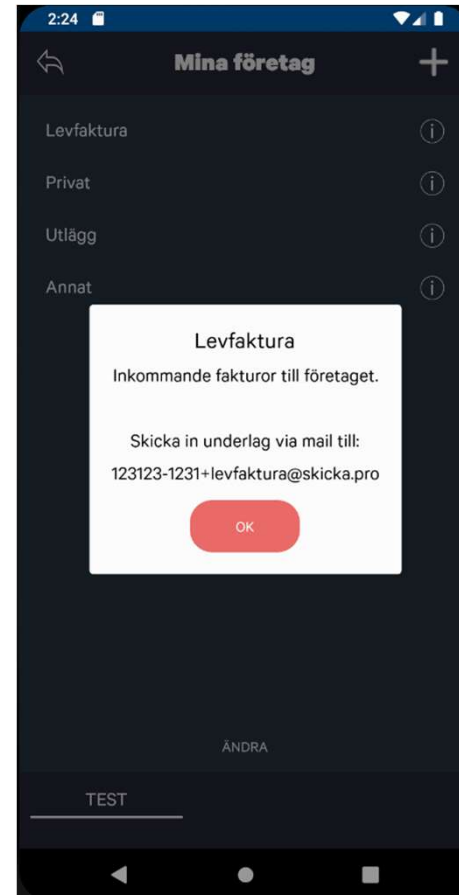 2:24
Mina företag
Levfaktura
Privat
Utlägg
Annat
Levfaktura
Inkommande fakturor till företaget.
Skicka in underlag via mail till:
123123-1231+levfaktura@skicka.pro
OK
ÄNDRA
TEST